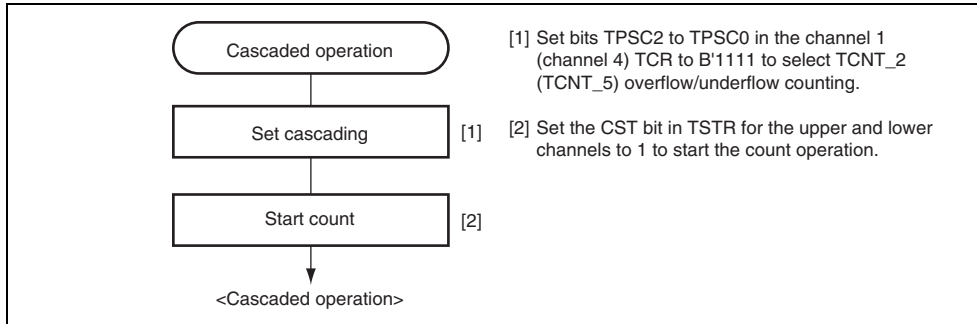 Cascaded operation
Set cascading
[1]
Start count
[2]
<Cascaded operation>
[1] Set bits TPSC2 to TPSC0 in the channel 1
(channel 4) TCR to B'1111 to select TCNT_2
(TCNT_5) overflow/underflow counting.
[2] Set the CST bit in TSTR for the upper and lower
channels to 1 to start the count operation.